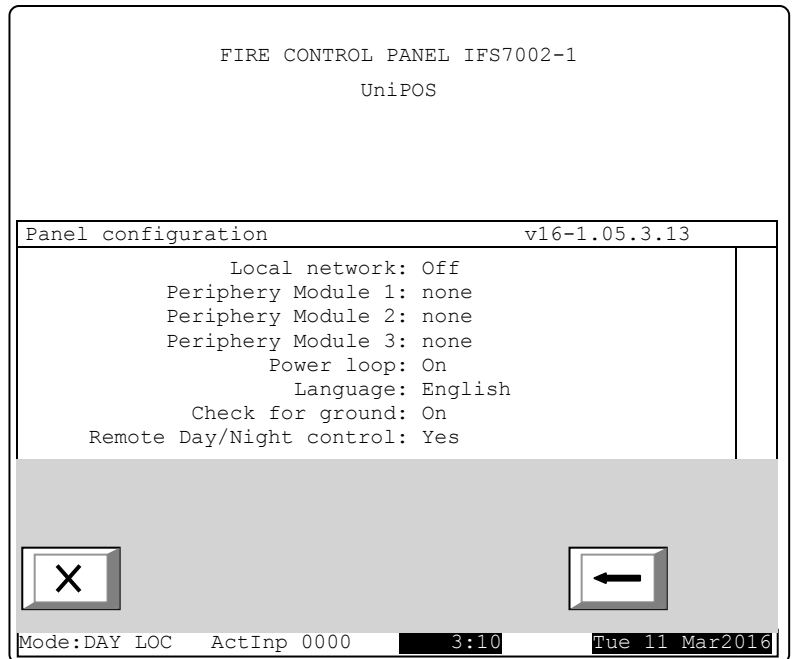 FIRE CONTROL PANEL IFS7002-1
UniPOS
Panel configuration v16-1.05.3.13
Local network: Off
Periphery Module 1: none
Periphery Module 2: none
Periphery Module 3: none
Power loop: On
Language: English
Check for ground: On
Remote Day/Night control: Yes
Mode:DAY LOC ActInp 0000 3:10 Tue 11 Mar2016